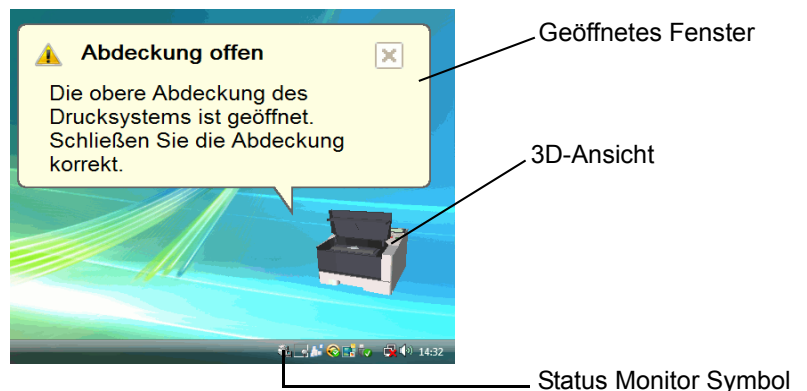 Abdeckung offen
Die obere Abdeckung des
Drucksystems ist geöffnet.
Schließen Sie die Abdeckung
korrekt.
Geöffnetes Fenster
3D-Ansicht
14:32
Status Monitor Symbol